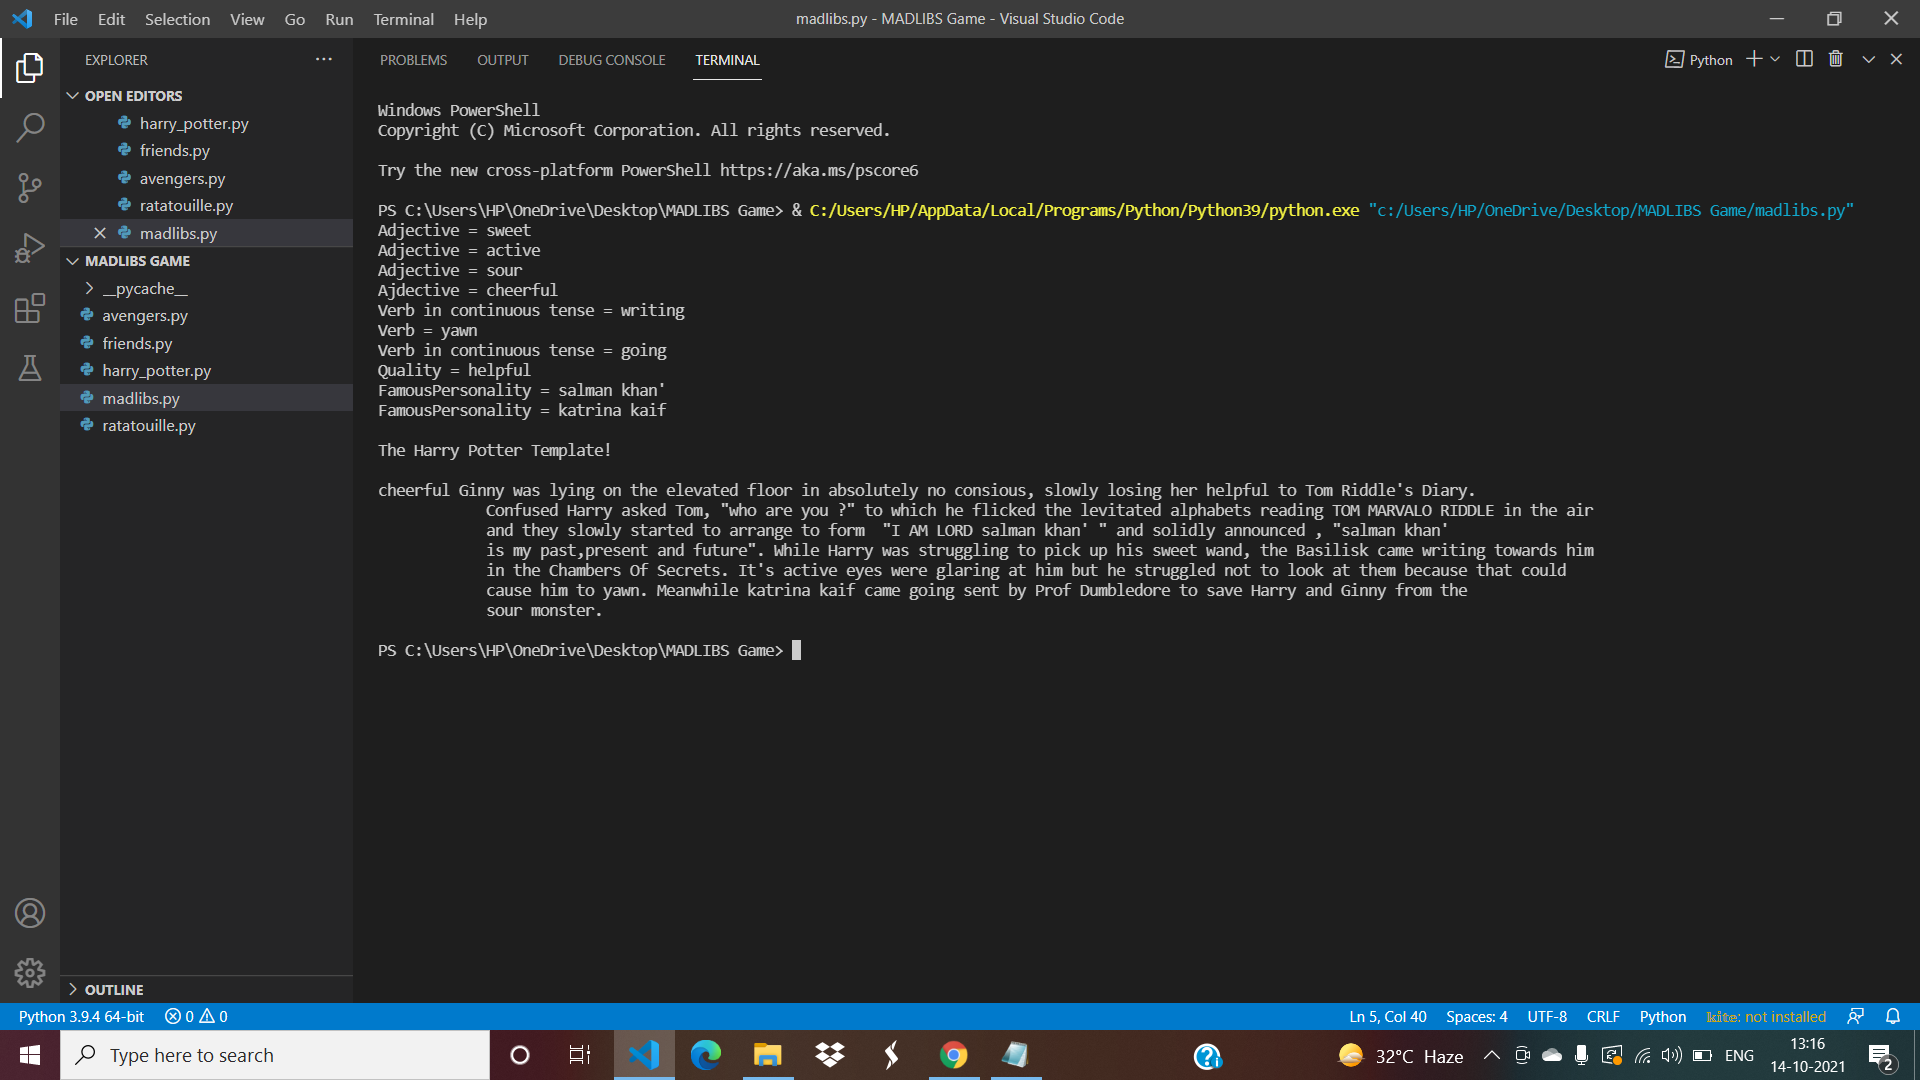 File Edit Selection View Go Run Terminal Help
madlibs.py - MADLIBS Game - Visual Studio Code
EXPLORER
OPEN EDITORS
harry_potter.py
friends.py
avengers.py
ratatouille.py
madlibs.py
MADLIBS GAME
__pycache__
avengers.py
friends.py
harry_potter.py
madlibs.py
ratatouille.py
OUTLINE
PROBLEMS OUTPUT DEBUG CONSOLE TERMINAL
Python
Windows PowerShell
Copyright (C) Microsoft Corporation. All rights reserved.
Try the new cross-platform PowerShell https://aka.ms/pscore6
PS C:\Users\HP\OneDrive\Desktop\MADLIBS Game> & C:/Users/HP/AppData/Local/Programs/Python/Python39/python.exe "c:/Users/HP/OneDrive/Desktop/MADLIBS Game/madlibs.py"
Adjective = sweet
Adjective = active
Adjective = sour
Ajdective = cheerful
Verb in continuous tense = writing
Verb = yawn
Verb in continuous tense = going
Quality = helpful
FamousPersonality = salman khan'
FamousPersonality = katrina kaif
The Harry Potter Template!
cheerful Ginny was lying on the elevated floor in absolutely no consious, slowly losing her helpful to Tom Riddle's Diary.
Confused Harry asked Tom, "who are you ?" to which he flicked the levitated alphabets reading TOM MARVALO RIDDLE in the air
and they slowly started to arrange to form  "I AM LORD salman khan' " and solidly announced , "salman khan'
is my past,present and future". While Harry was struggling to pick up his sweet wand, the Basilisk came writing towards him
in the Chambers Of Secrets. It's active eyes were glaring at him but he struggled not to look at them because that could
cause him to yawn. Meanwhile katrina kaif came going sent by Prof Dumbledore to save Harry and Ginny from the
sour monster.
PS C:\Users\HP\OneDrive\Desktop\MADLIBS Game>
Python 3.9.4 64-bit 0 0
Ln 5, Col 40 Spaces: 4 UTF-8 CRLF Python kite: not installed
Type here to search
32°C Haze
ENG
13:16
14-10-2021
2